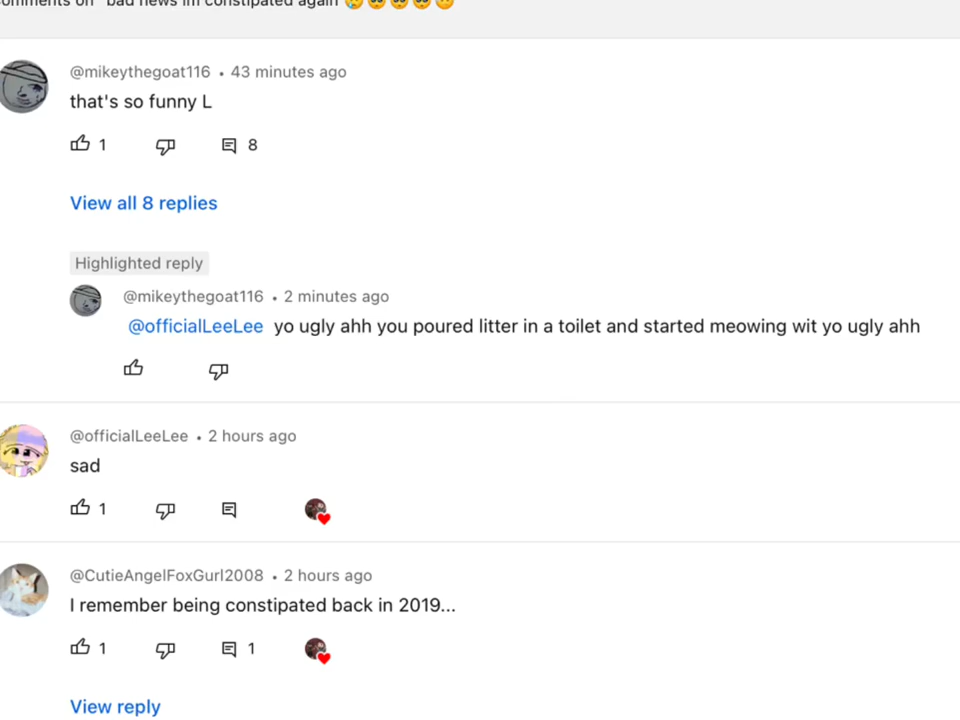 comments on "bad news im constipated again 😢🥺🥺🥺😕
@mikeythegoat116 • 43 minutes ago
that's so funny L
1 8
View all 8 replies
Highlighted reply
@mikeythegoat116 • 2 minutes ago
@officialLeeLee yo ugly ahh you poured litter in a toilet and started meowing wit yo ugly ahh
@officialLeeLee • 2 hours ago
sad
1
@CutieAngelFoxGurl2008 • 2 hours ago
I remember being constipated back in 2019...
1 1
View reply